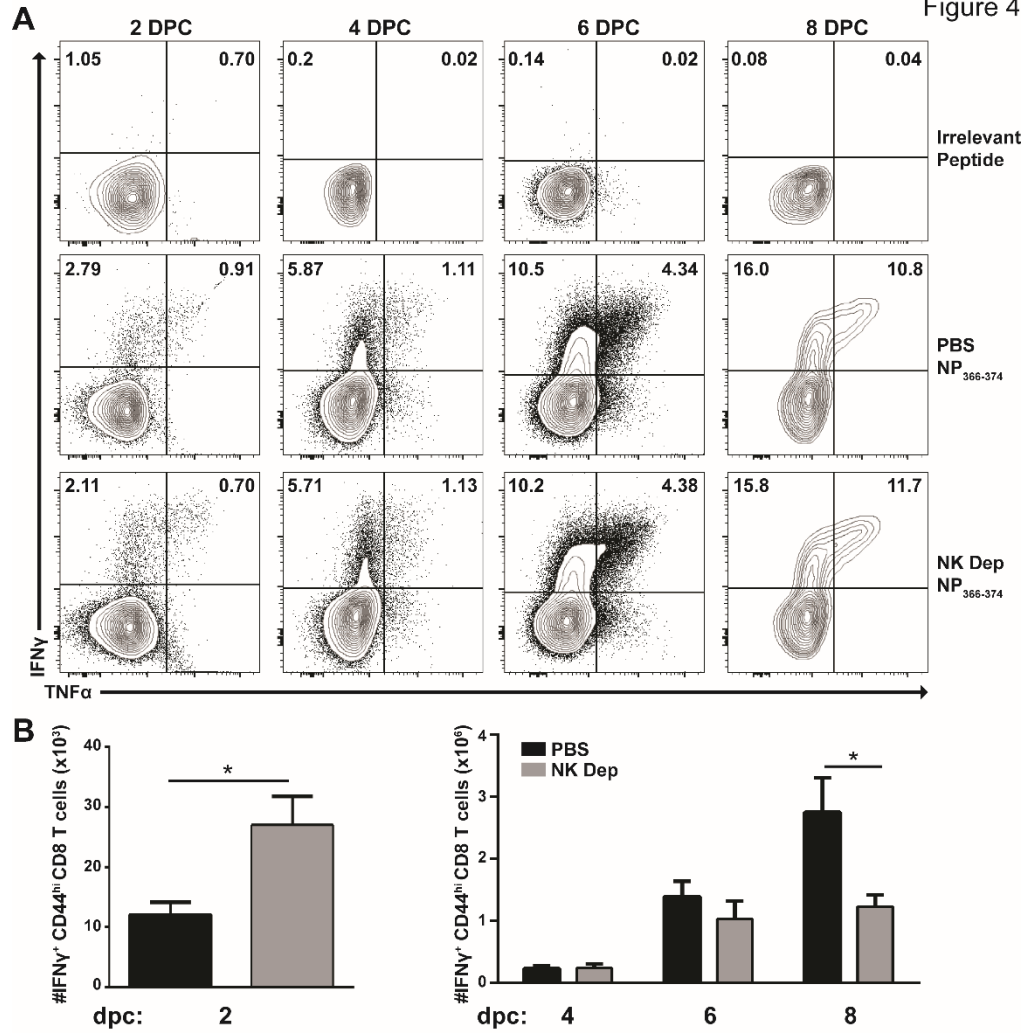 Figure 4
A
2 DPC 4 DPC 6 DPC 8 DPC
1.05 0.70 0.2 0.02 0.14 0.02 0.08 0.04
Irrelevant
Peptide
2.79 0.91 5.87 1.11 10.5 4.34 16.0 10.8
PBS
NP366-374
2.11 0.70 5.71 1.13 10.2 4.38 15.8 11.7
NK Dep
NP366-374
IFNγ
TNFα
B
#IFNγ+ CD44hi CD8 T cells (x10³)
40
30
20
10
0
*
dpc: 2
#IFNγ+ CD44hi CD8 T cells (x10⁶)
4
3
2
1
0
PBS
NK Dep
*
dpc: 4 6 8